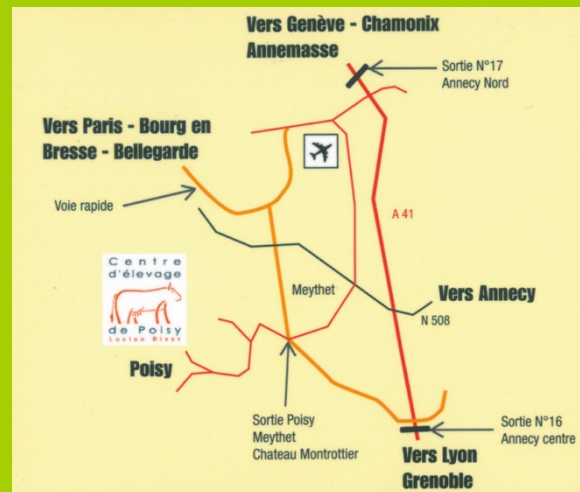 Vers Genève - Chamonix
Annemasse
Sortie N°17
Annecy Nord
Vers Paris - Bourg en
Bresse - Bellegarde
Voie rapide
A 41
Centre
d'élevage
de Poisy
Lucien Biset
Meythet
Vers Annecy
N 508
Poisy
Sortie Poisy
Meythet
Chateau Montrottier
Sortie N°16
Annecy centre
Vers Lyon
Grenoble